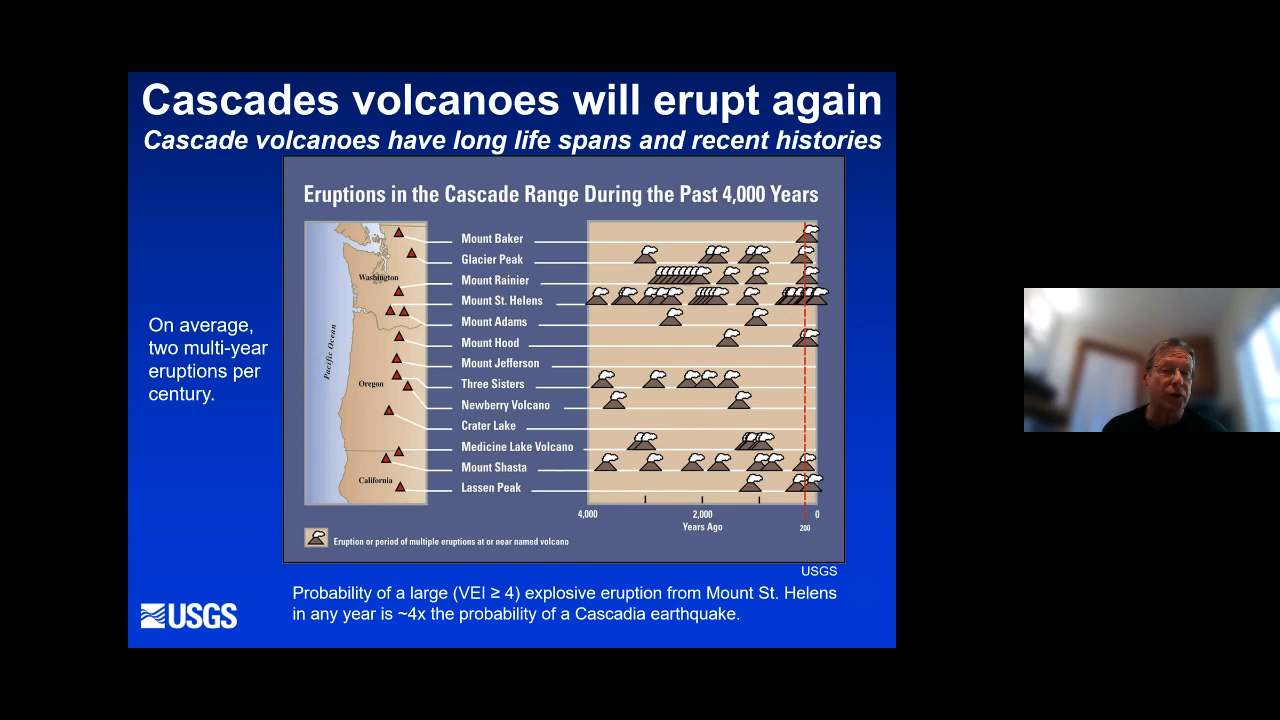 Cascades volcanoes will erupt again
Cascade volcanoes have long life spans and recent histories
Eruptions in the Cascade Range During the Past 4,000 Years
On average,
two multi-year
eruptions per
century.
Washington
Oregon
California
Pacific Ocean
Mount Baker
Glacier Peak
Mount Rainier
Mount St. Helens
Mount Adams
Mount Hood
Mount Jefferson
Three Sisters
Newberry Volcano
Crater Lake
Medicine Lake Volcano
Mount Shasta
Lassen Peak
4,000 2,000 0
Years Ago 200
Eruption or period of multiple eruptions at or near named volcano
USGS
Probability of a large (VEI ≥ 4) explosive eruption from Mount St. Helens
in any year is ~4x the probability of a Cascadia earthquake.
USGS